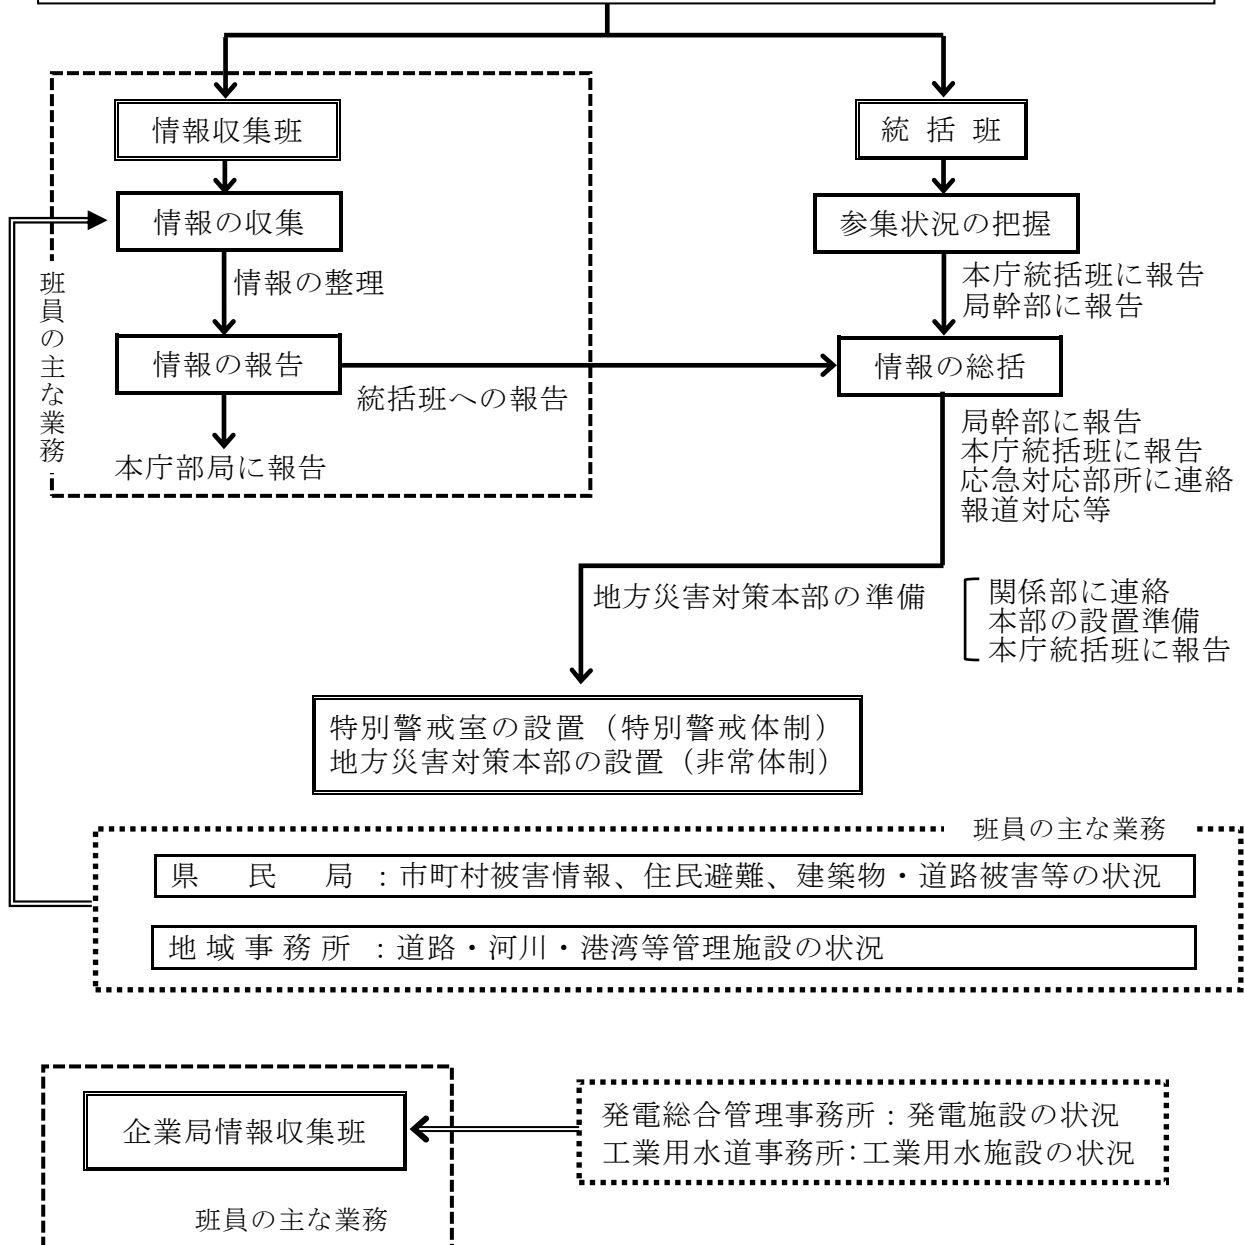 情報収集班
統括班
情報の収集
参集状況の把握
情報の整理
本庁統括班に報告
局幹部に報告
班員の主な業務
情報の報告
情報の総括
統括班への報告
本庁部局に報告
局幹部に報告
本庁統括班に報告
応急対応部所に連絡
報道対応等
地方災害対策本部の準備
関係部に連絡
本部の設置準備
本庁統括班に報告
特別警戒室の設置（特別警戒体制）
地方災害対策本部の設置（非常体制）
班員の主な業務
県民局：市町村被害情報、住民避難、建築物・道路被害等の状況
地域事務所：道路・河川・港湾等管理施設の状況
企業局情報収集班
発電総合管理事務所：発電施設の状況
工業用水道事務所：工業用水施設の状況
班員の主な業務